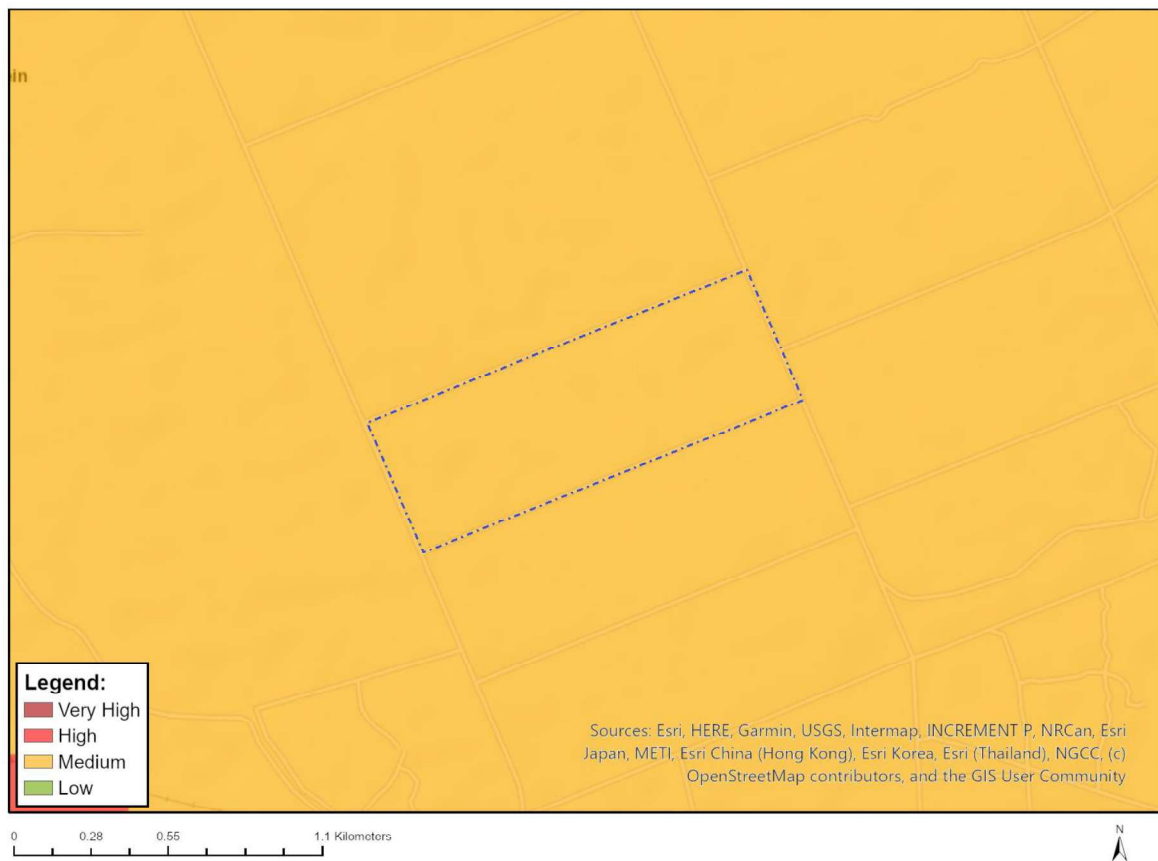 in
Legend:
Very High
High
Medium
Low
Sources: Esri, HERE, Garmin, USGS, Intermap, INCREMENT P, NRCan, Esri
Japan, METI, Esri China (Hong Kong), Esri Korea, Esri (Thailand), NGCC, (c)
OpenStreetMap contributors, and the GIS User Community
0 0.28 0.55 1.1 Kilometers
N